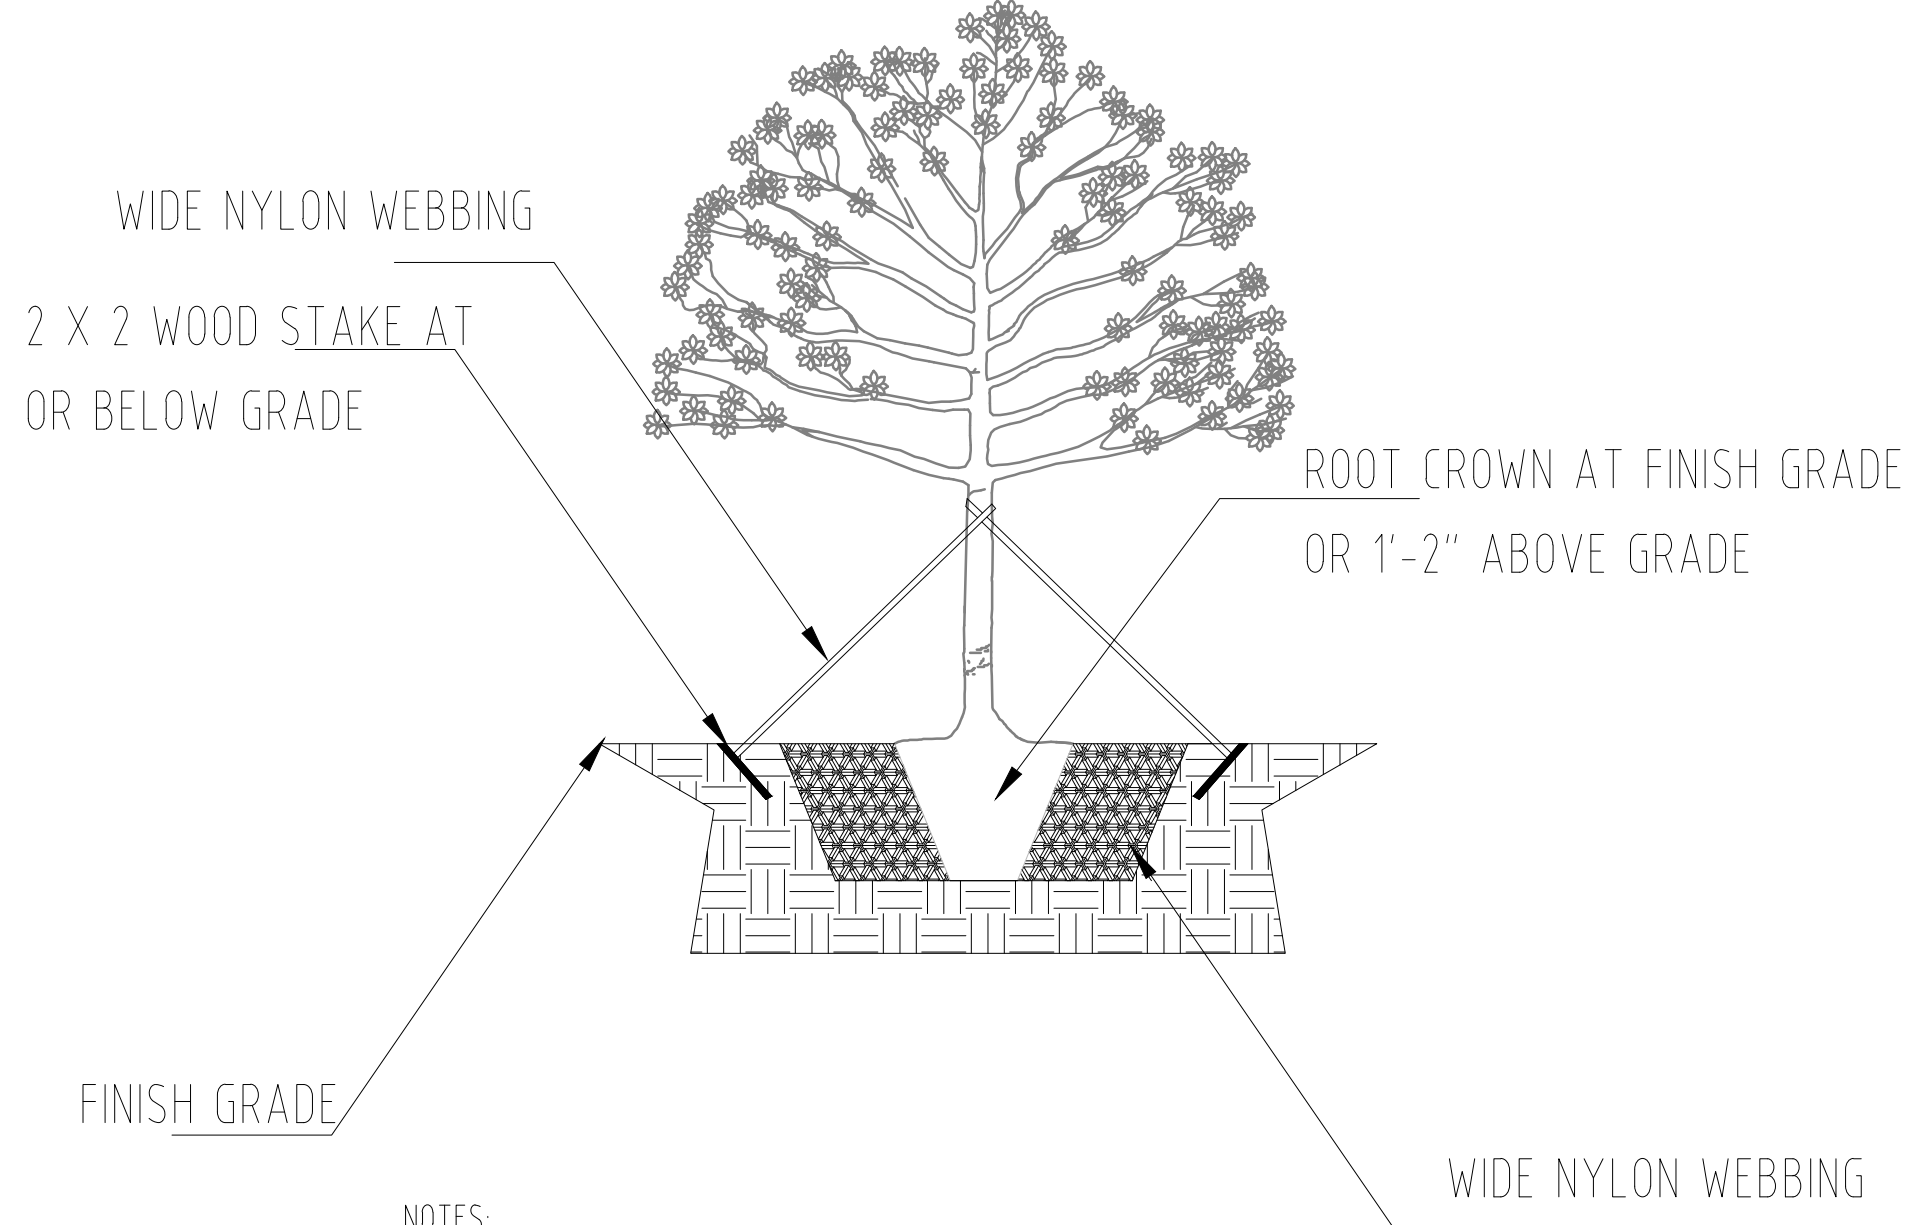 WIDE NYLON WEBBING
2 X 2 WOOD STAKE AT
OR BELOW GRADE
ROOT CROWN AT FINISH GRADE
OR 1'-2" ABOVE GRADE
FINISH GRADE
WIDE NYLON WEBBING
NOTES: